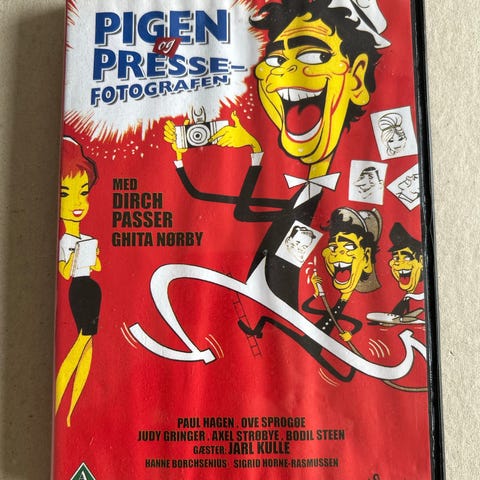 PIGEN
og
PRESSE-
FOTOGRAFEN
MED
DIRCH
PASSER
GHITA NØRBY
PAUL HAGEN . OVE SPROGØE
JUDY GRINGER . AXEL STRØBYE . BODIL STEEN
GÆSTER: JARL KULLE
HANNE BORCHSENIUS . SIGRID HORNE-RASMUSSEN
A